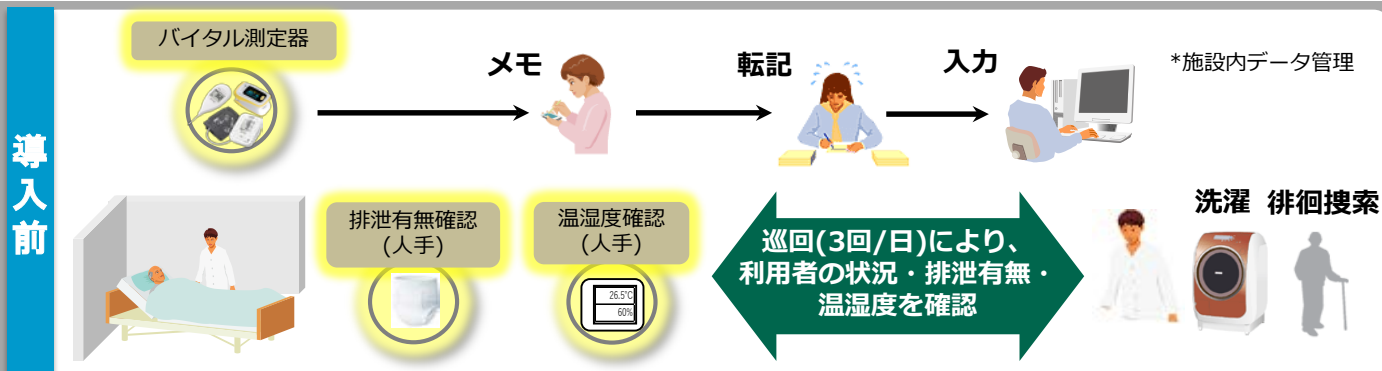 導入前
バイタル測定器
メモ
転記
入力
*施設内データ管理
排泄有無確認
(人手)
温湿度確認
(人手)
26.5℃
60%
巡回(3回/日)により、
利用者の状況・排泄有無・
温湿度を確認
洗濯
徘徊捜索